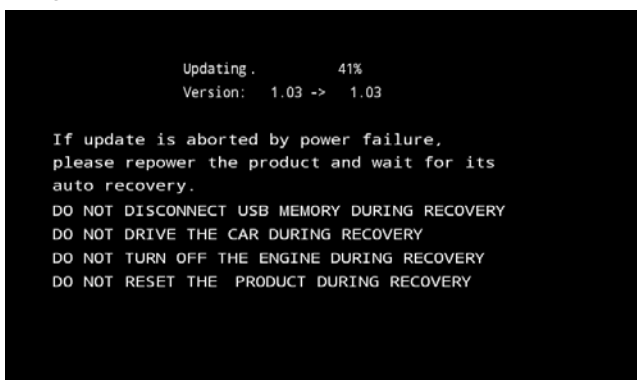 Updating. 41%
Version: 1.03 -> 1.03
If update is aborted by power failure,
please repower the product and wait for its
auto recovery.
DO NOT DISCONNECT USB MEMORY DURING RECOVERY
DO NOT DRIVE THE CAR DURING RECOVERY
DO NOT TURN OFF THE ENGINE DURING RECOVERY
DO NOT RESET THE PRODUCT DURING RECOVERY